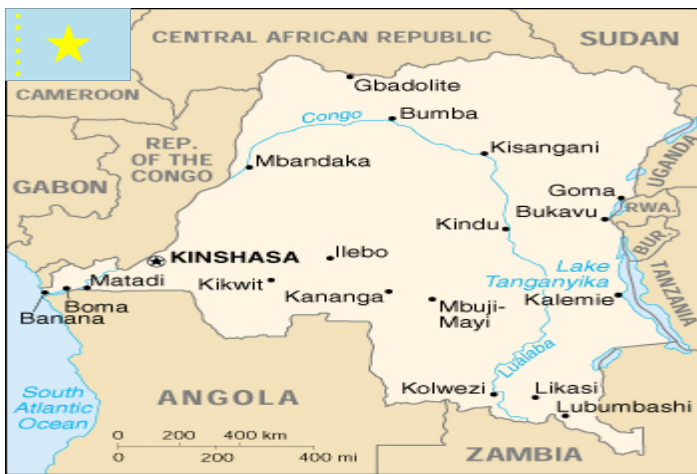 CENTRAL AFRICAN REPUBLIC
SUDAN
CAMEROON
Gbadolite
Congo
Bumba
REP.
OF THE
CONGO
Kisangani
UGANDA
Mbandaka
GABON
Goma
RWA.
Bukavu
Kindu
BUR.
KINSHASA
Ilebo
Lake
Tanganyika
TANZANIA
Matadi
Kikwit
Kananga
Kalemie
Boma
Banana
Mbuji-
Mayi
Lualaba
South
Atlantic
Ocean
ANGOLA
Kolwezi
Likasi
Lubumbashi
0 200 400 km
0 200 400 mi
ZAMBIA